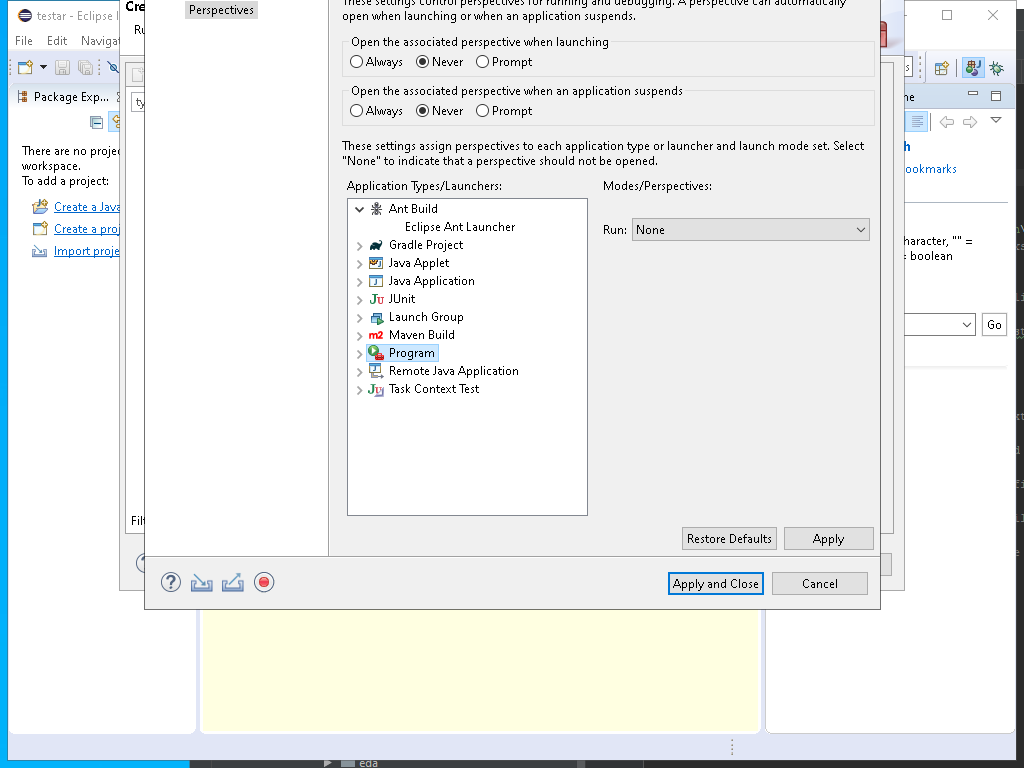 testar - Eclipse I
Cre
Perspectives
These settings control perspectives for running and debugging. A perspective can automatically
open when launching or when an application suspends.
File Edit Navigat
Ru
Open the associated perspective when launching
Always Never Prompt
Package Exp...
ty
ne
Open the associated perspective when an application suspends
Always Never Prompt
There are no projec
workspace.
To add a project:
Create a Java
Create a proj
Import proje
These settings assign perspectives to each application type or launcher and launch mode set. Select
"None" to indicate that a perspective should not be opened.
h
ookmarks
Application Types/Launchers:
Modes/Perspectives:
Ant Build
Eclipse Ant Launcher
Gradle Project
Java Applet
Java Application
JUnit
Launch Group
Maven Build
Program
Remote Java Application
Task Context Test
Run: None
haracter, "" =
= boolean
Go
Filt
Restore Defaults Apply
Apply and Close Cancel
eda